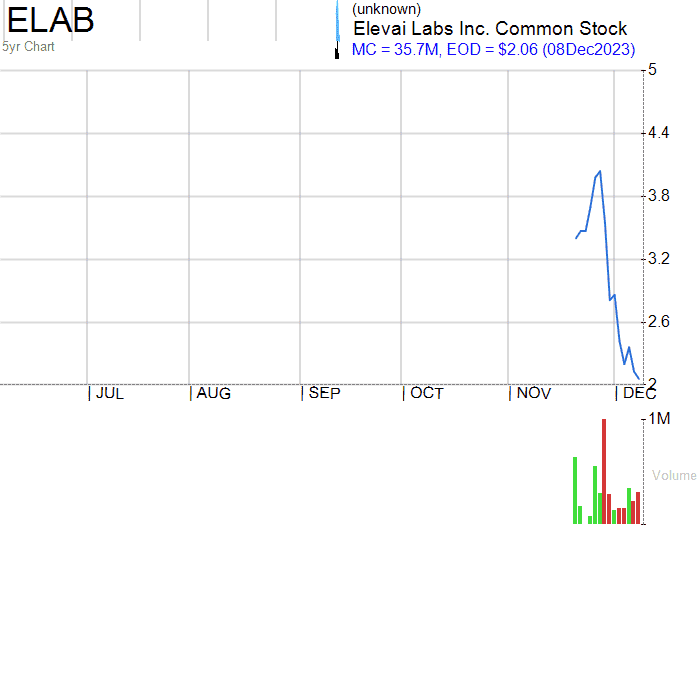 ELAB
5yr Chart
(unknown)
Elevai Labs Inc. Common Stock
MC = 35.7M, EOD = $2.06 (08Dec2023)
5
4.4
3.8
3.2
2.6
2
JUL AUG SEP OCT NOV DEC
1M
Volume